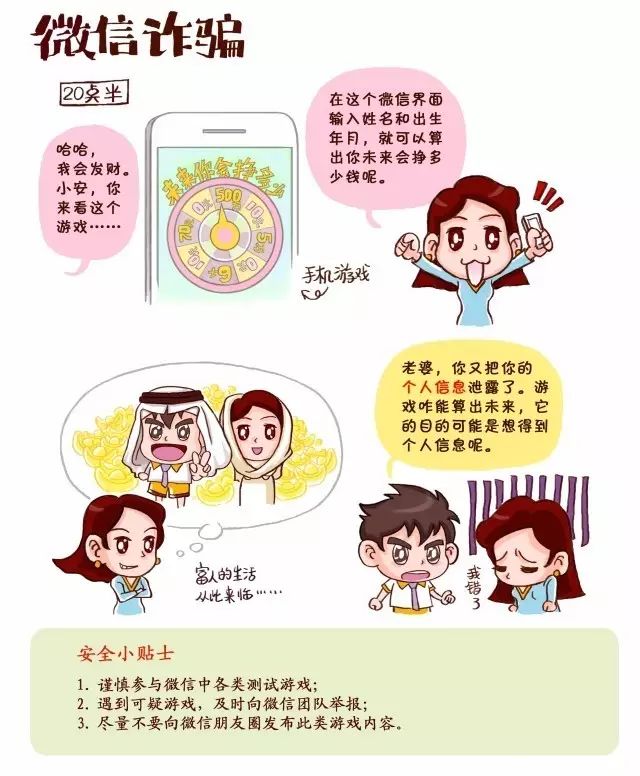 微信诈骗
20点半
哈哈，
我会发财。
小安，你
来看这个
游戏……
未来你会挣多少
在这个微信界面
输入姓名和出生
年月，就可以算
出你未来会挣多
少钱呢。
手机游戏
老婆，你又把你的
个人信息泄露了。游
戏咋能算出未来，它
的目的可能是想得到
个人信息呢。
富人的生活
从此来临……
我错了
安全小贴士
1. 谨慎参与微信中各类测试游戏；
2. 遇到可疑游戏，及时向微信团队举报；
3. 尽量不要向微信朋友圈发布此类游戏内容。